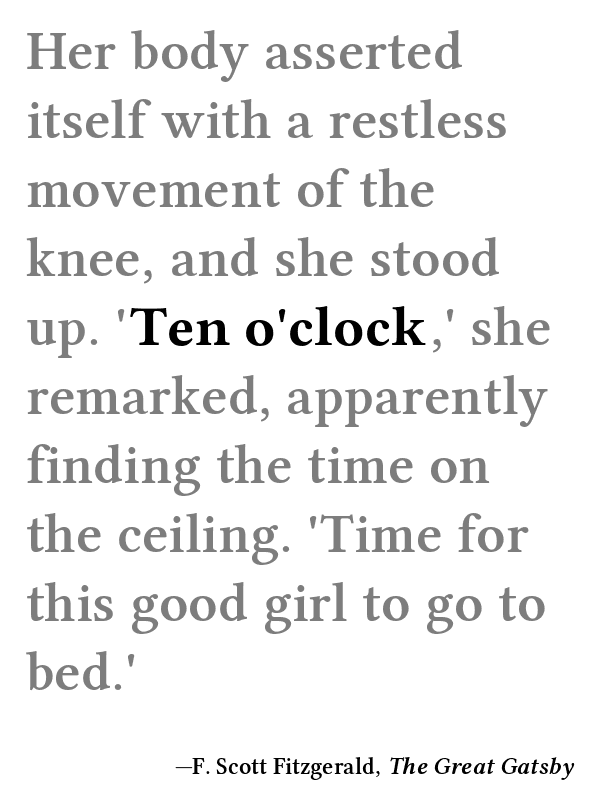 Her body asserted
itself with a restless
movement of the
knee, and she stood
up. 'Ten o'clock,' she
remarked, apparently
finding the time on
the ceiling. 'Time for
this good girl to go to
bed.'
—F. Scott Fitzgerald, The Great Gatsby